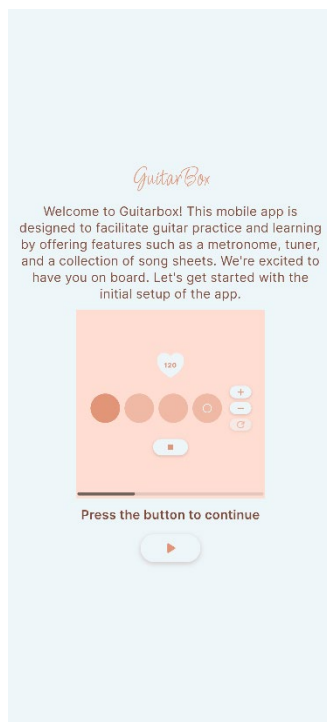 GuitarBox
Welcome to Guitarbox! This mobile app is
designed to facilitate guitar practice and learning
by offering features such as a metronome, tuner,
and a collection of song sheets. We're excited to
have you on board. Let's get started with the
initial setup of the app.
120
+
−
Press the button to continue